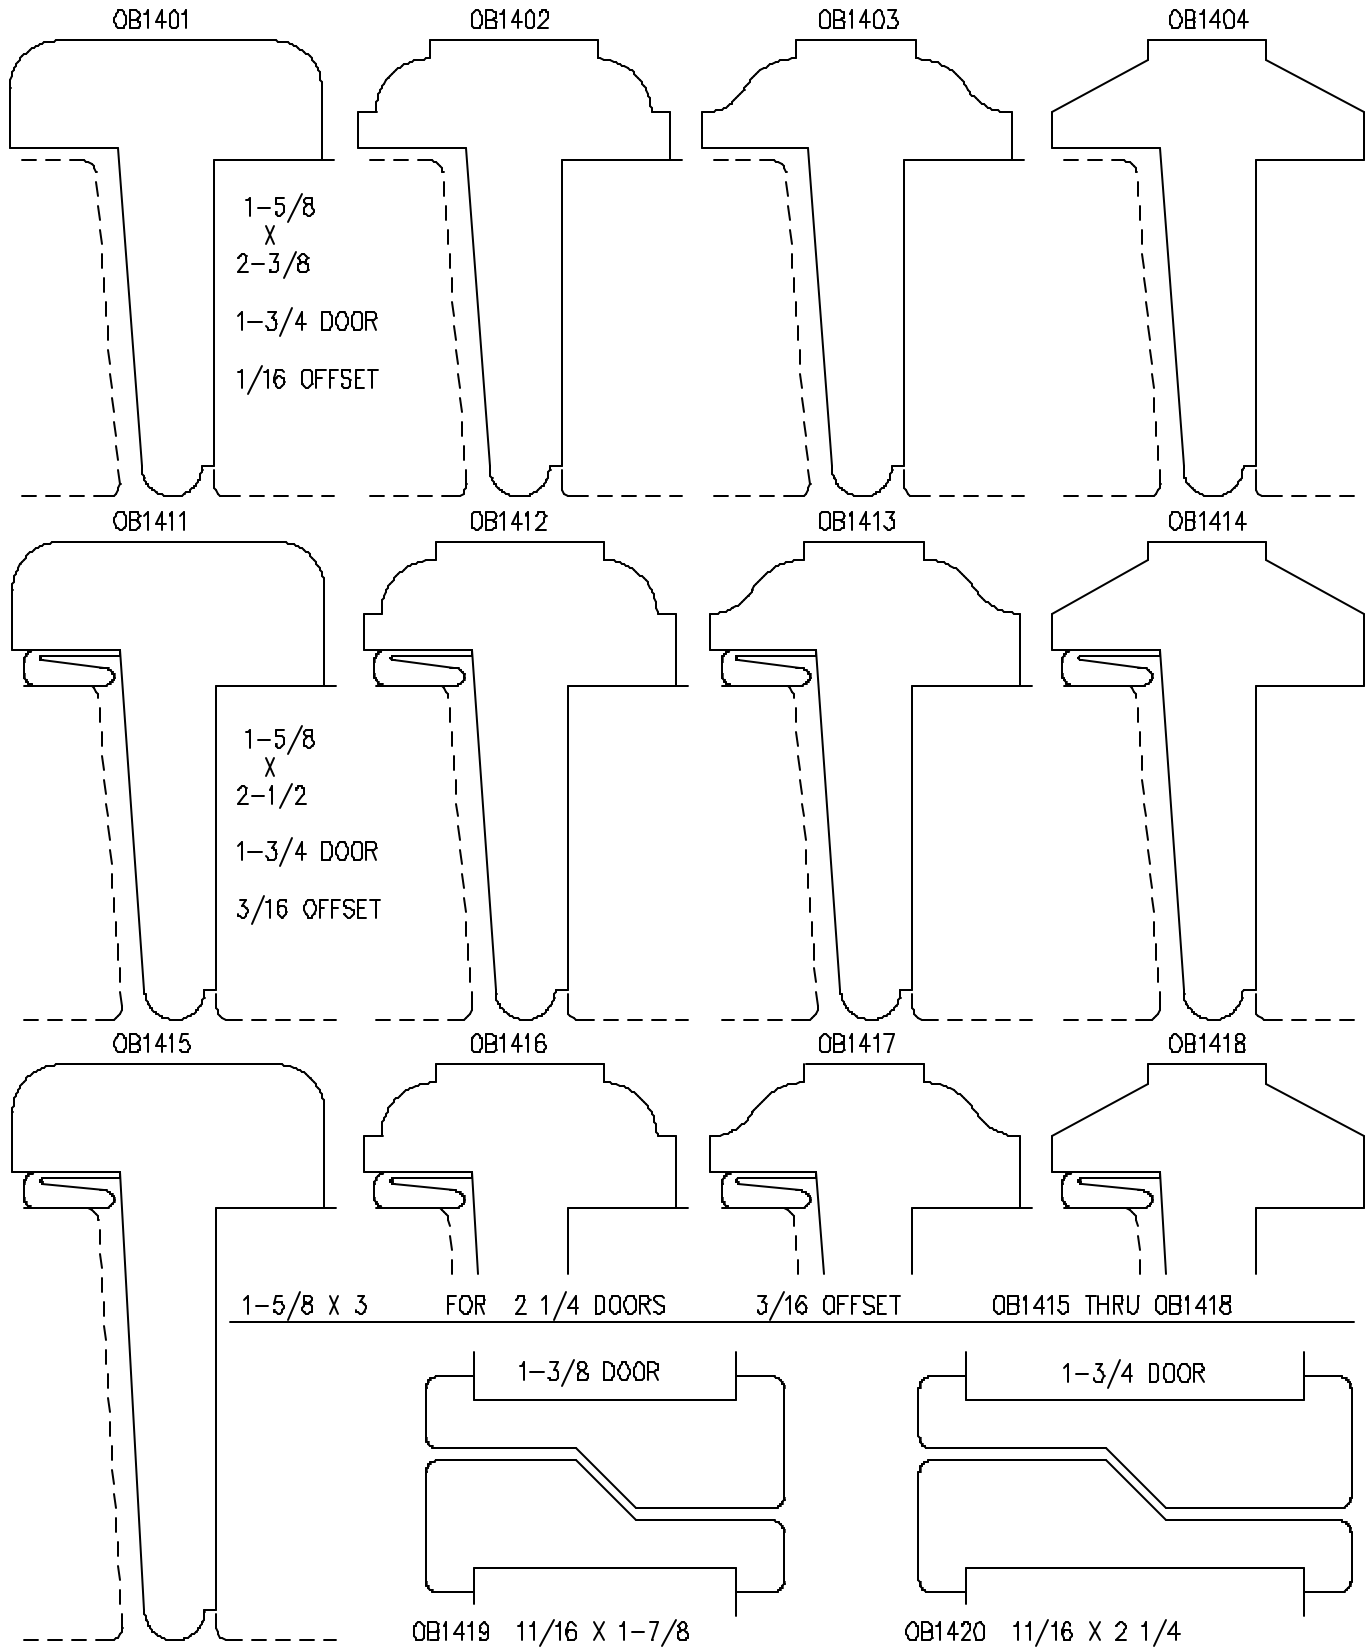 OB1401 OB1402 OB1403 OB1404
1-5/8
X
2-3/8
1-3/4 DOOR
1/16 OFFSET
OB1411 OB1412 OB1413 OB1414
1-5/8
X
2-1/2
1-3/4 DOOR
3/16 OFFSET
OB1415 OB1416 OB1417 OB1418
1-5/8 X 3 FOR 2 1/4 DOORS 3/16 OFFSET OB1415 THRU OB1418
1-3/8 DOOR 1-3/4 DOOR
OB1419 11/16 X 1-7/8 OB1420 11/16 X 2 1/4